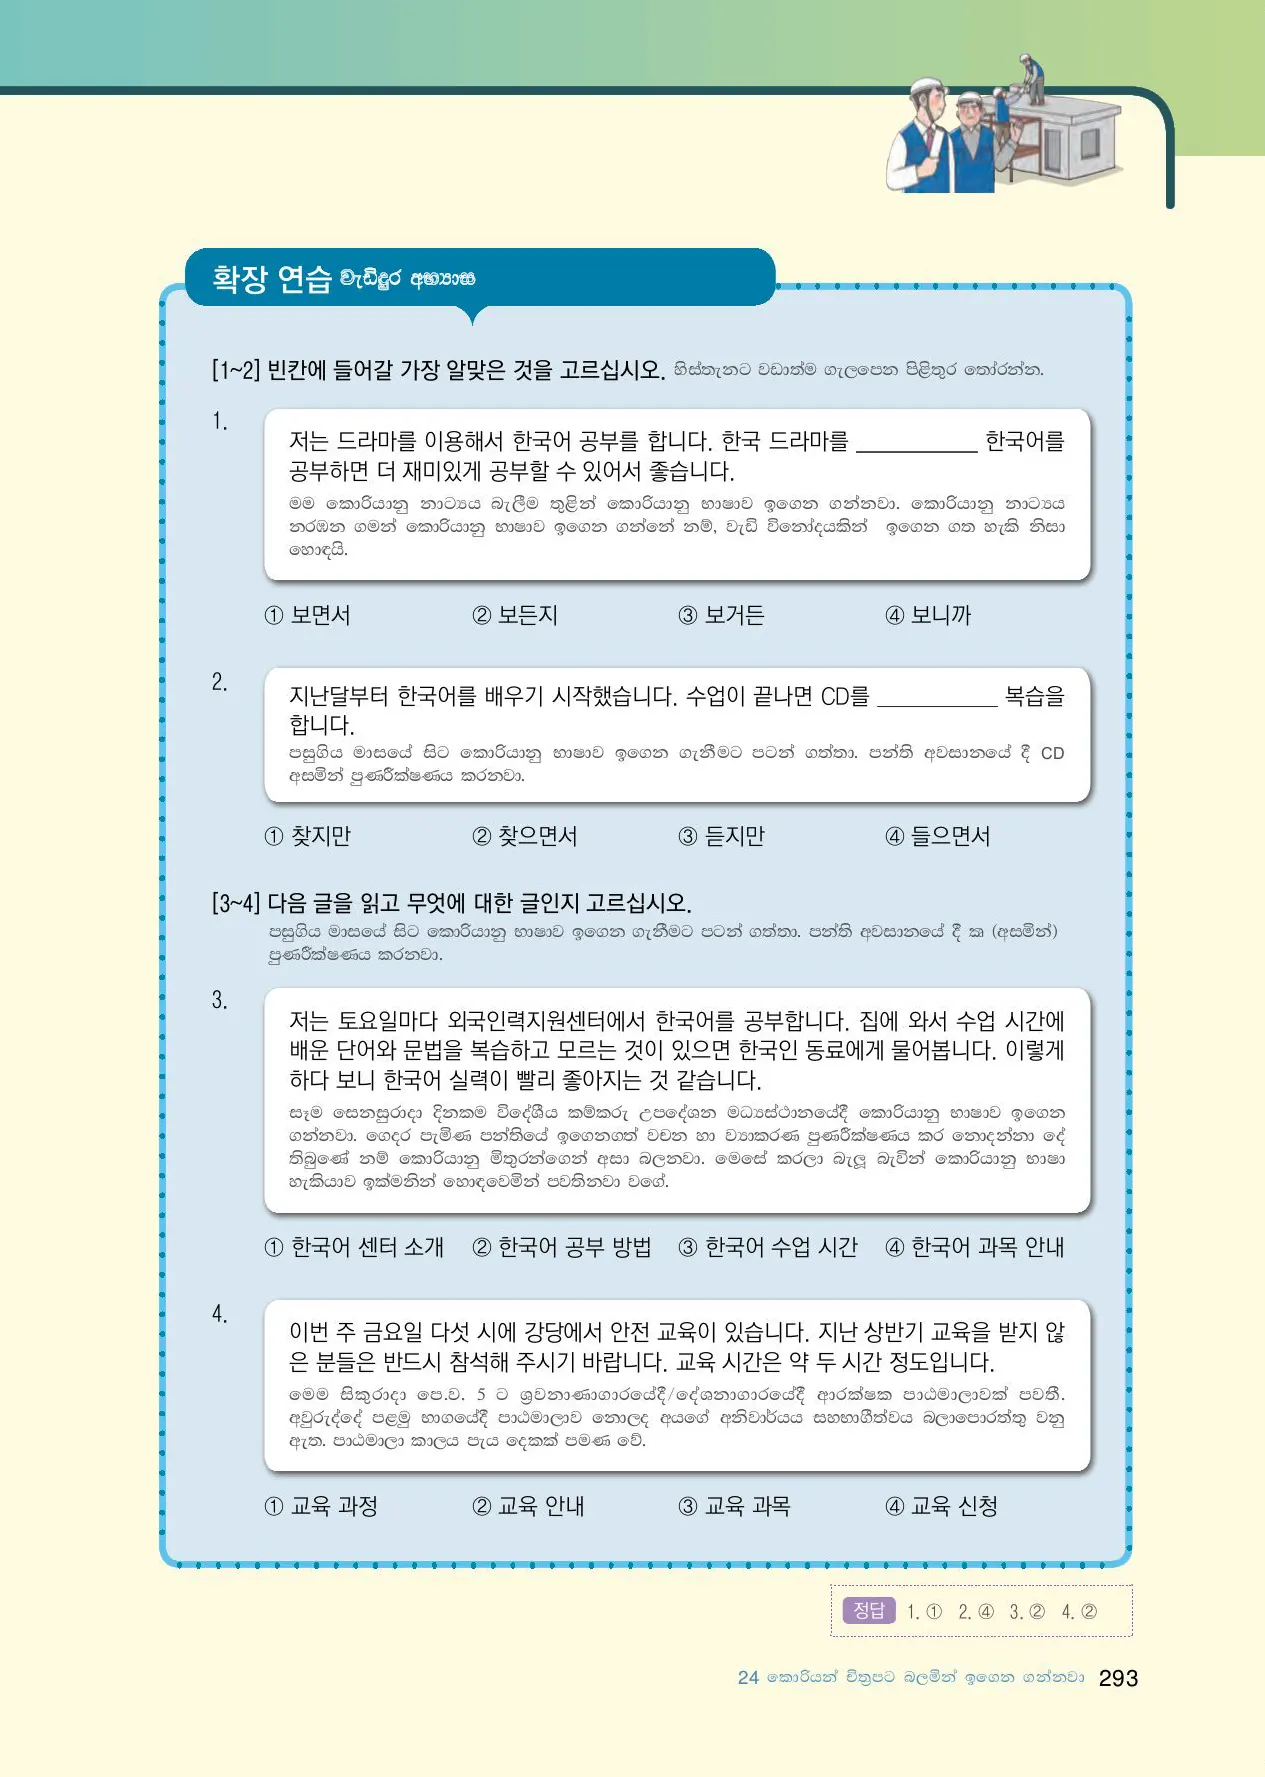 확장 연습 වැඩිදුර අභ්‍යාස
[1~2] 빈칸에 들어갈 가장 알맞은 것을 고르십시오. හිස්තැනට වඩාත්ම ගැලපෙන පිළිතුර තෝරන්න.
1.
저는 드라마를 이용해서 한국어 공부를 합니다. 한국 드라마를 __________ 한국어를
공부하면 더 재미있게 공부할 수 있어서 좋습니다.
මම කොරියානු නාට්‍යය බැලීම තුළින් කොරියානු භාෂාව ඉගෙන ගන්නවා. කොරියානු නාට්‍යය
නරඹන ගමන් කොරියානු භාෂාව ඉගෙන ගන්නේ නම්, වැඩි විනෝදයකින් ඉගෙන ගත හැකි නිසා
හොඳයි.
① 보면서 ② 보든지 ③ 보거든 ④ 보니까
2.
지난달부터 한국어를 배우기 시작했습니다. 수업이 끝나면 CD를 __________ 복습을
합니다.
පසුගිය මාසයේ සිට කොරියානු භාෂාව ඉගෙන ගැනීමට පටන් ගත්තා. පන්ති අවසානයේ දී CD
අසමින් පුණරීක්ෂණය කරනවා.
① 찾지만 ② 찾으면서 ③ 듣지만 ④ 들으면서
[3~4] 다음 글을 읽고 무엇에 대한 글인지 고르십시오.
පසුගිය මාසයේ සිට කොරියානු භාෂාව ඉගෙන ගැනීමට පටන් ගත්තා. පන්ති අවසානයේ දී ඍ (අසමින්)
පුණරීක්ෂණය කරනවා.
3.
저는 토요일마다 외국인력지원센터에서 한국어를 공부합니다. 집에 와서 수업 시간에
배운 단어와 문법을 복습하고 모르는 것이 있으면 한국인 동료에게 물어봅니다. 이렇게
하다 보니 한국어 실력이 빨리 좋아지는 것 같습니다.
සෑම සෙනසුරාදා දිනකම විදේශීය කම්කරු උපදේශන මධ්‍යස්ථානයේදී කොරියානු භාෂාව ඉගෙන
ගන්නවා. ගෙදර පැමිණ පන්තියේ ඉගෙනගත් වචන හා ව්‍යාකරණ පුණරීක්ෂණය කර නොදන්නා දේ
තිබුණේ නම් කොරියානු මිතුරන්ගෙන් අසා බලනවා. මෙසේ කරලා බැලූ බැවින් කොරියානු භාෂා
හැකියාව ඉක්මනින් හොඳවෙමින් පවතිනවා වගේ.
① 한국어 센터 소개 ② 한국어 공부 방법 ③ 한국어 수업 시간 ④ 한국어 과목 안내
4.
이번 주 금요일 다섯 시에 강당에서 안전 교육이 있습니다. 지난 상반기 교육을 받지 않
은 분들은 반드시 참석해 주시기 바랍니다. 교육 시간은 약 두 시간 정도입니다.
මෙම සිකුරාදා පෙ.ව. 5 ට ශ්‍රවනාණාගාරයේදී/දේශනාගාරයේදී ආරක්ෂක පාඨමාලාවක් පවතී.
අවුරුද්දේ පළමු භාගයේදී පාඨමාලාව නොලද අයගේ අනිවාර්යය සහභාගීත්වය බලාපොරත්තු වනු
ඇත. පාඨමාලා කාලය පැය දෙකක් පමණ වේ.
① 교육 과정 ② 교육 안내 ③ 교육 과목 ④ 교육 신청
정답 1. ① 2. ④ 3. ② 4. ②
24 කොරියන් චිත්‍රපට බලමින් ඉගෙන ගන්නවා 293